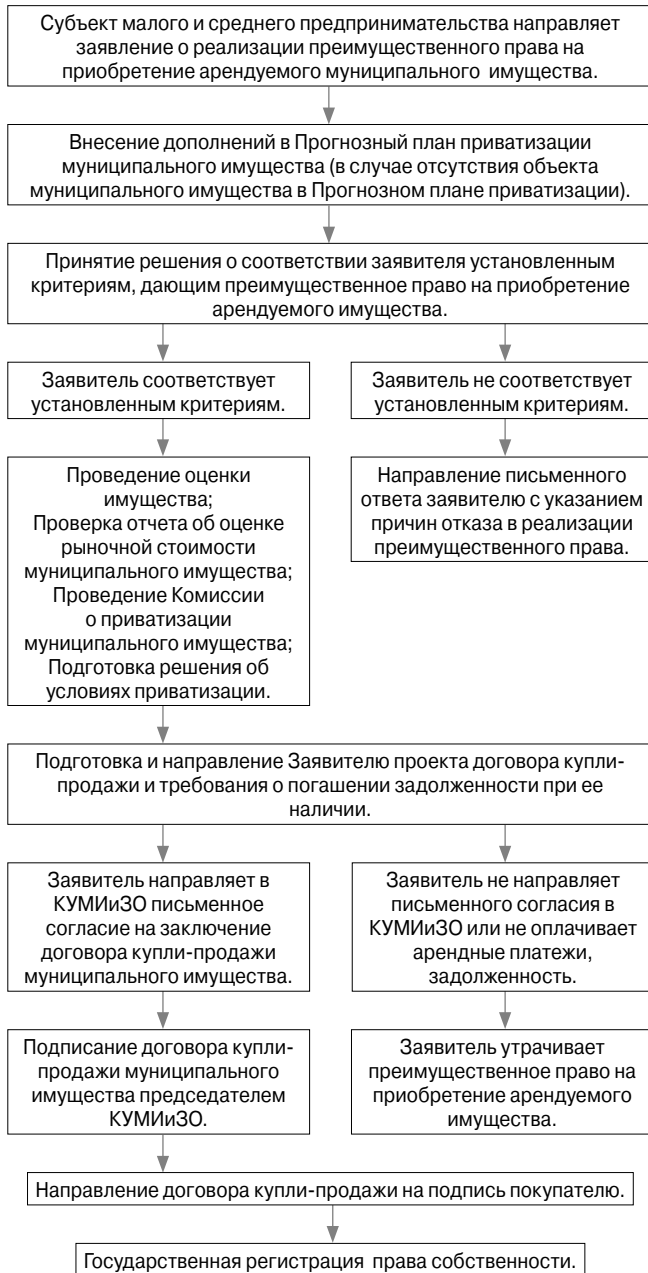 Субъект малого и среднего предпринимательства направляет
заявление о реализации преимущественного права на
приобретение арендуемого муниципального имущества.
Внесение дополнений в Прогнозный план приватизации
муниципального имущества (в случае отсутствия объекта
муниципального имущества в Прогнозном плане приватизации).
Принятие решения о соответствии заявителя установленным
критериям, дающим преимущественное право на приобретение
арендуемого имущества.
Заявитель соответствует
установленным критериям.
Заявитель не соответствует
установленным критериям.
Проведение оценки
имущества;
Проверка отчета об оценке
рыночной стоимости
муниципального имущества;
Проведение Комиссии
о приватизации
муниципального имущества;
Подготовка решения об
условиях приватизации.
Направление письменного
ответа заявителю с указанием
причин отказа в реализации
преимущественного права.
Подготовка и направление Заявителю проекта договора купли-
продажи и требования о погашении задолженности при ее
наличии.
Заявитель направляет в
КУМИиЗО письменное
согласие на заключение
договора купли-продажи
муниципального имущества.
Заявитель не направляет
письменного согласия в
КУМИиЗО или не оплачивает
арендные платежи,
задолженность.
Подписание договора купли-
продажи муниципального
имущества председателем
КУМИиЗО.
Заявитель утрачивает
преимущественное право на
приобретение арендуемого
имущества.
Направление договора купли-продажи на подпись покупателю.
Государственная регистрация права собственности.